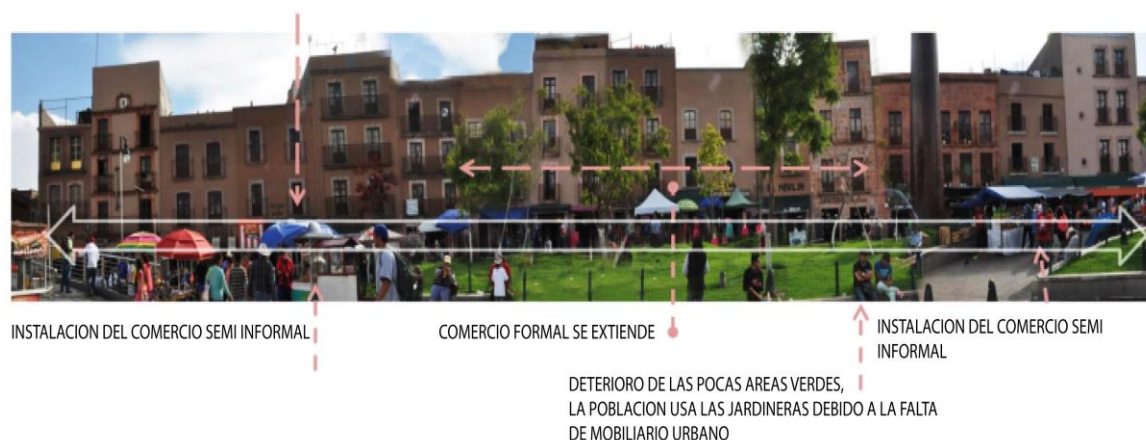 MERLIN
INSTALACION DEL COMERCIO SEMI INFORMAL
COMERCIO FORMAL SE EXTIENDE
INSTALACION DEL COMERCIO SEMI
INFORMAL
DETERIORO DE LAS POCAS AREAS VERDES,
LA POBLACION USA LAS JARDINERAS DEBIDO A LA FALTA
DE MOBILIARIO URBANO